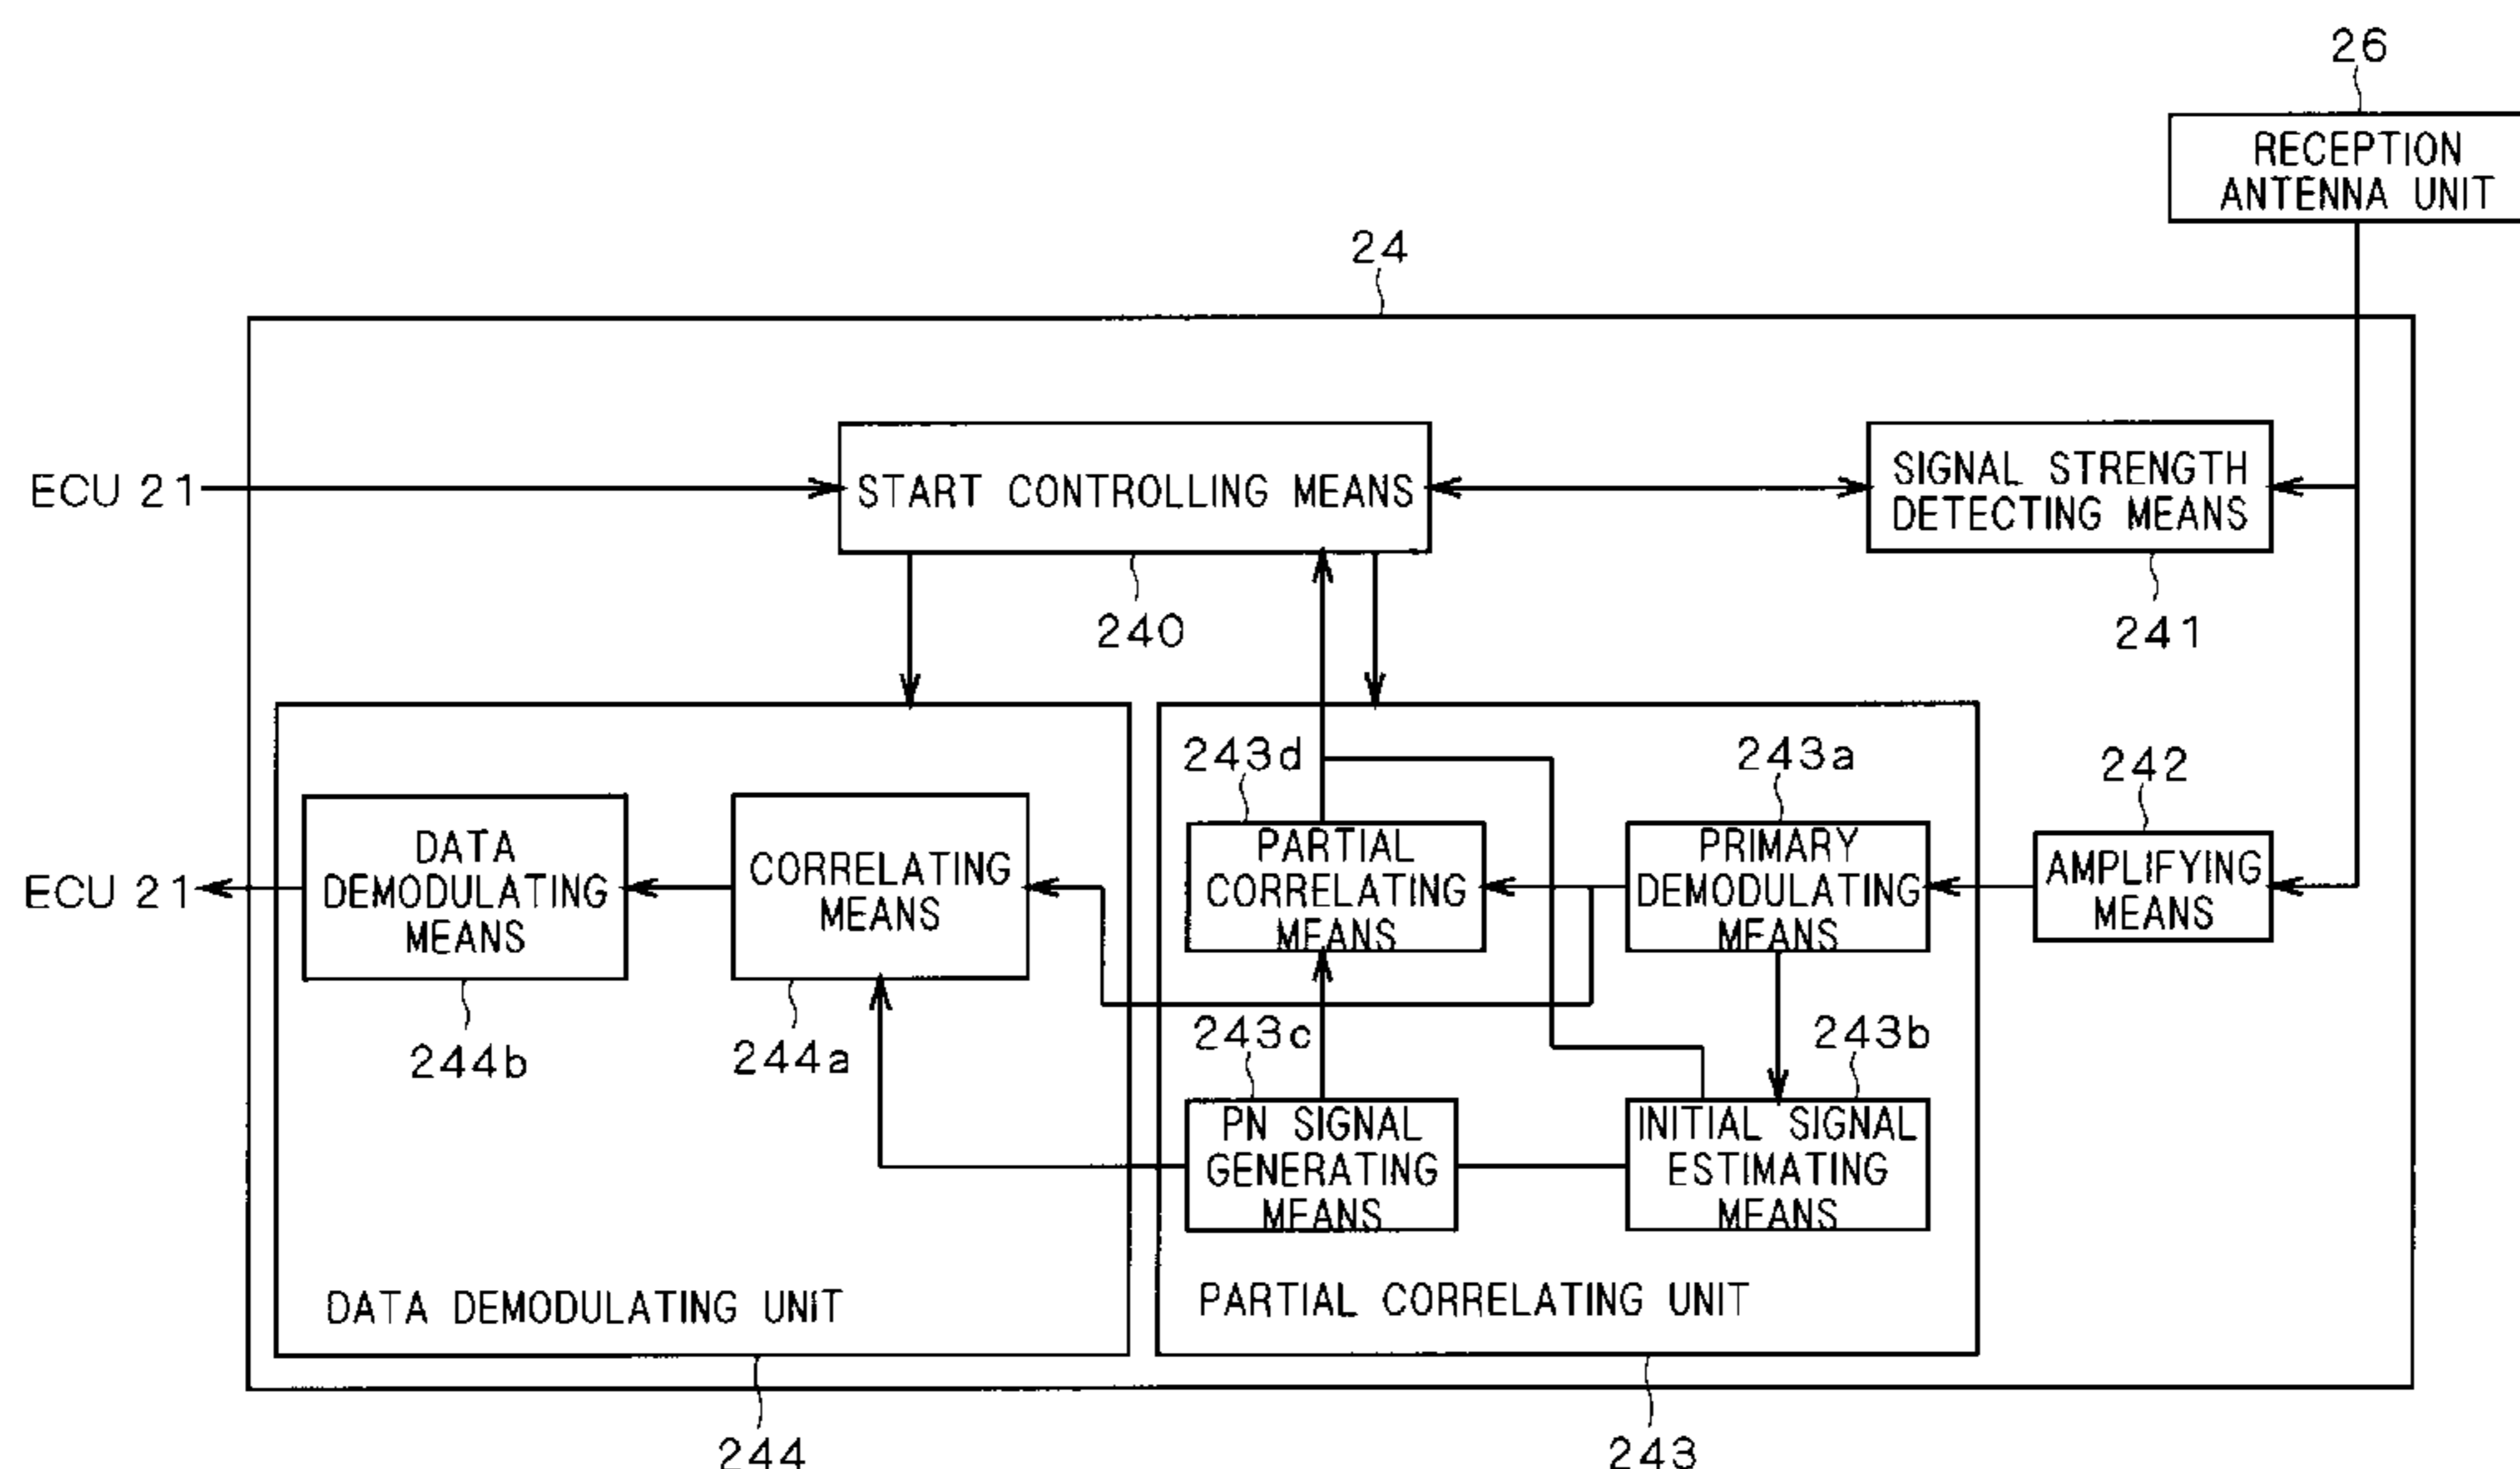 26
RECEPTION
ANTENNA UNIT
24
ECU 21
START CONTROLLING MEANS
SIGNAL STRENGTH
DETECTING MEANS
240
241
243d
243a
242
DATA
DEMODULATING
MEANS
CORRELATING
MEANS
PARTIAL
CORRELATING
MEANS
PRIMARY
DEMODULATING
MEANS
AMPLIFYING
MEANS
ECU 21
244b
244a
243c
243b
PN SIGNAL
GENERATING
MEANS
INITIAL SIGNAL
ESTIMATING
MEANS
DATA DEMODULATING UNIT
PARTIAL CORRELATING UNIT
244
243